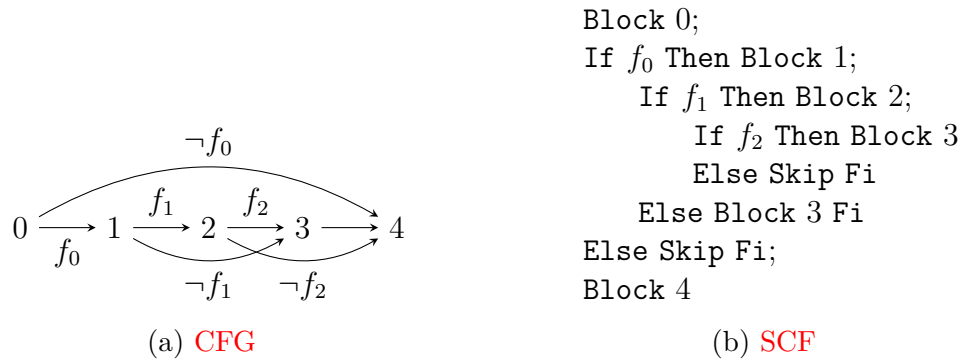 ¬f₀
f₁ f₂
0 1 2 3 4
f₀
¬f₁ ¬f₂
(a) CFG
Block 0;
If f₀ Then Block 1;
If f₁ Then Block 2;
If f₂ Then Block 3
Else Skip Fi
Else Block 3 Fi
Else Skip Fi;
Block 4
(b) SCF